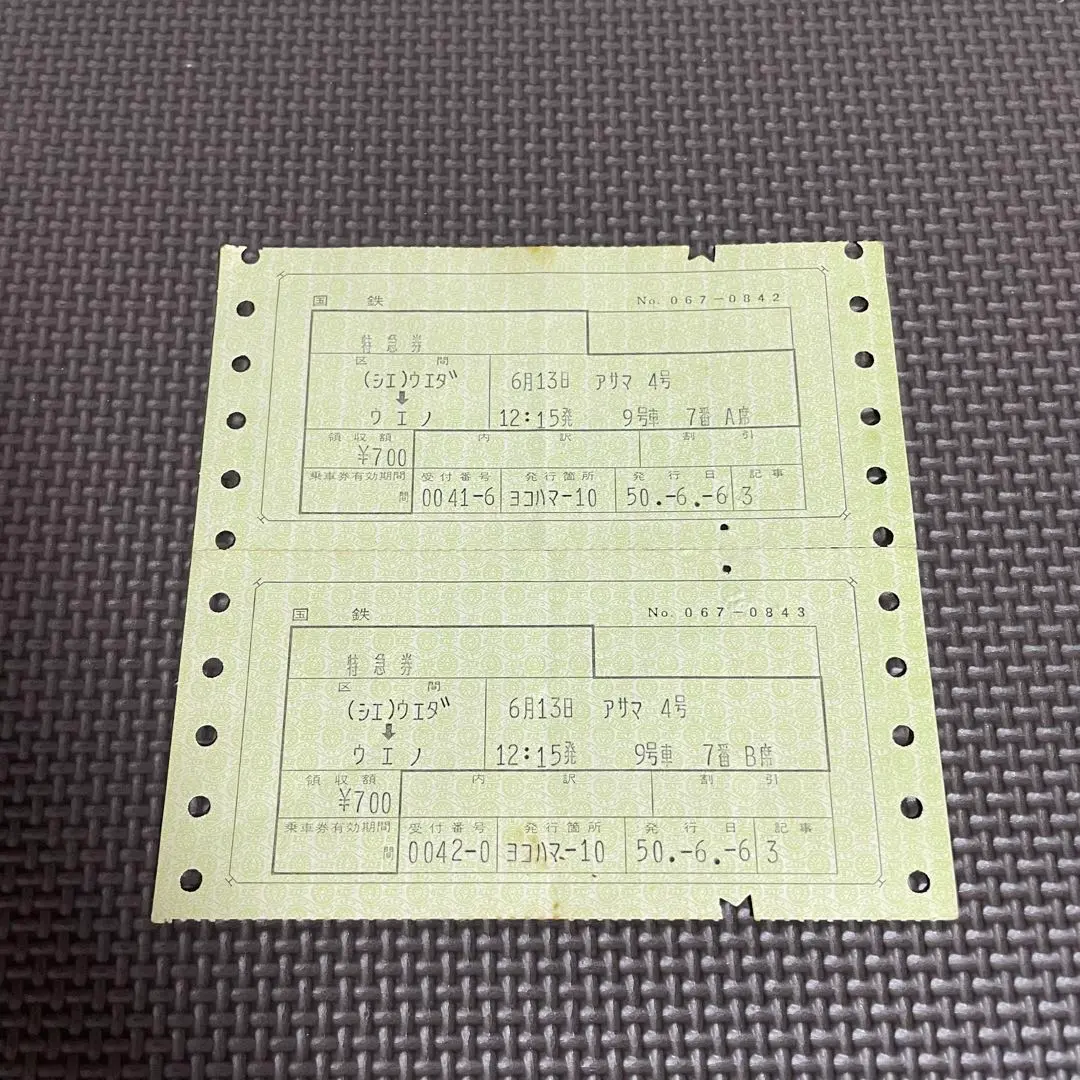 国鉄 No. 067-0842
特急券
区間
(シエ)ウエダ 6月13日 アサマ 4号
⬇
ウエノ 12:15発 9号車 7番 A席
領収額 内訳 割引
¥700
乗車券有効期間 受付番号 発行箇所 発行日 記事
間 0041-6 ヨコハマ-10 50.-6.-6 3
国鉄 No. 067-0843
特急券
区間
(シエ)ウエダ 6月13日 アサマ 4号
⬇
ウエノ 12:15発 9号車 7番 B席
領収額 内訳 割引
¥700
乗車券有効期間 受付番号 発行箇所 発行日 記事
間 0042-0 ヨコハマ-10 50.-6.-6 3